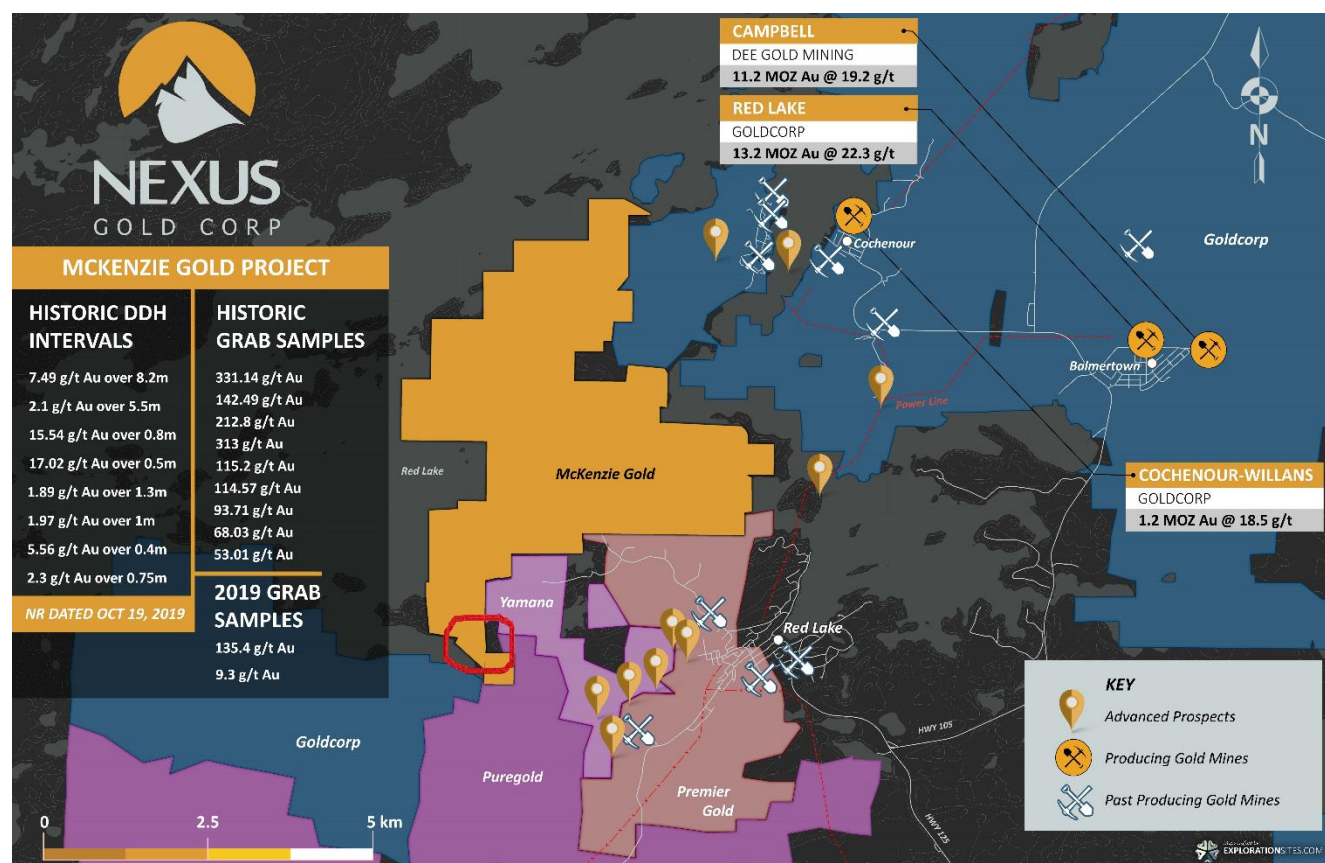 NEXUS
GOLD CORP
MCKENZIE GOLD PROJECT
HISTORIC DDH
INTERVALS
7.49 g/t Au over 8.2m
2.1 g/t Au over 5.5m
15.54 g/t Au over 0.8m
17.02 g/t Au over 0.5m
1.89 g/t Au over 1.3m
1.97 g/t Au over 1m
5.56 g/t Au over 0.4m
2.3 g/t Au over 0.75m
NR DATED OCT 19, 2019
HISTORIC
GRAB SAMPLES
331.14 g/t Au
142.49 g/t Au
212.8 g/t Au
313 g/t Au
115.2 g/t Au
114.57 g/t Au
93.71 g/t Au
68.03 g/t Au
53.01 g/t Au
2019 GRAB
SAMPLES
135.4 g/t Au
9.3 g/t Au
CAMPBELL
DEE GOLD MINING
11.2 MOZ Au @ 19.2 g/t
RED LAKE
GOLDCORP
13.2 MOZ Au @ 22.3 g/t
N
Cochenour
Goldcorp
Balmertown
Power Line
Red Lake
McKenzie Gold
COCHENOUR-WILLANS
GOLDCORP
1.2 MOZ Au @ 18.5 g/t
Yamana
Red Lake
Goldcorp
Puregold
Premier
Gold
HWY 105
HWY 125
KEY
Advanced Prospects
Producing Gold Mines
Past Producing Gold Mines
0
2.5
5 km
EXPLORATIONSITES.COM